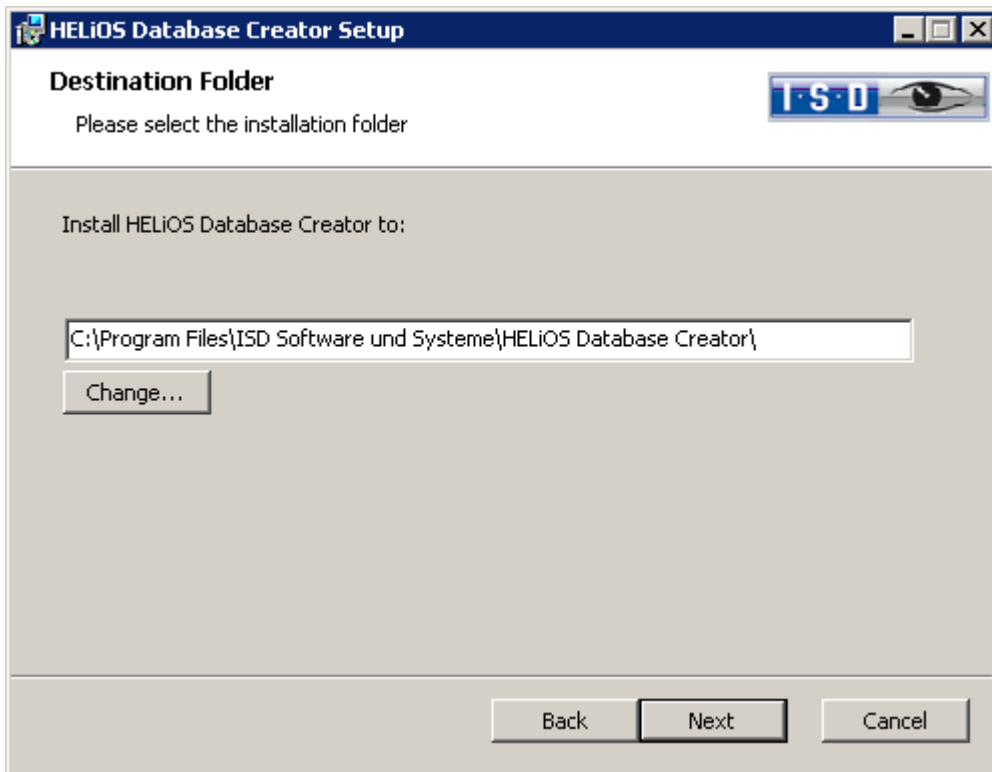 HELiOS Database Creator Setup
Destination Folder
Please select the installation folder
I·S·D
Install HELiOS Database Creator to:
C:\Program Files\ISD Software und Systeme\HELiOS Database Creator\
Change...
Back Next Cancel